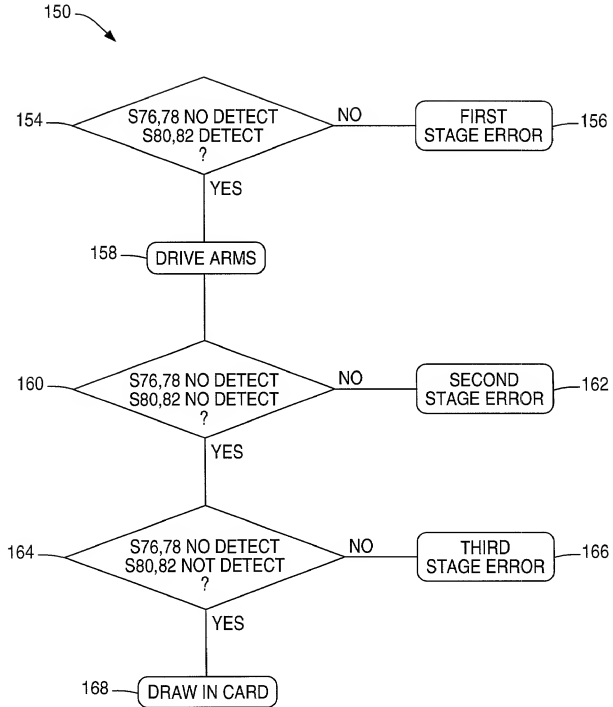 150
154
S76,78 NO DETECT
S80,82 DETECT
?
NO
FIRST
STAGE ERROR
156
YES
158
DRIVE ARMS
160
S76,78 NO DETECT
S80,82 NO DETECT
?
NO
SECOND
STAGE ERROR
162
YES
164
S76,78 NO DETECT
S80,82 NOT DETECT
?
NO
THIRD
STAGE ERROR
166
YES
168
DRAW IN CARD